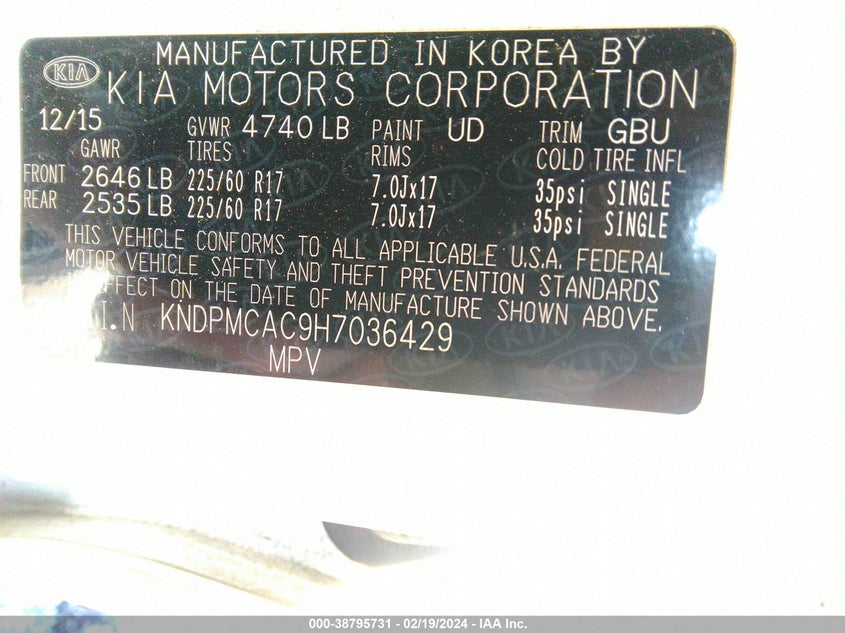 MANUFACTURED IN KOREA BY
KIA KIA MOTORS CORPORATION
12/15 GVWR 4740 LB PAINT UD TRIM GBU
GAWR TIRES RIMS COLD TIRE INFL
FRONT 2646 LB 225/60 R17 7.0Jx17 35psi SINGLE
REAR 2535 LB 225/60 R17 7.0Jx17 35psi SINGLE
THIS VEHICLE CONFORMS TO ALL APPLICABLE U.S.A. FEDERAL
MOTOR VEHICLE SAFETY AND THEFT PREVENTION STANDARDS
EFFECT ON THE DATE OF MANUFACTURE SHOWN ABOVE.
I.N KNDPMCAC9H7036429
MPV
000-38795731 - 02/19/2024 - IAA Inc.